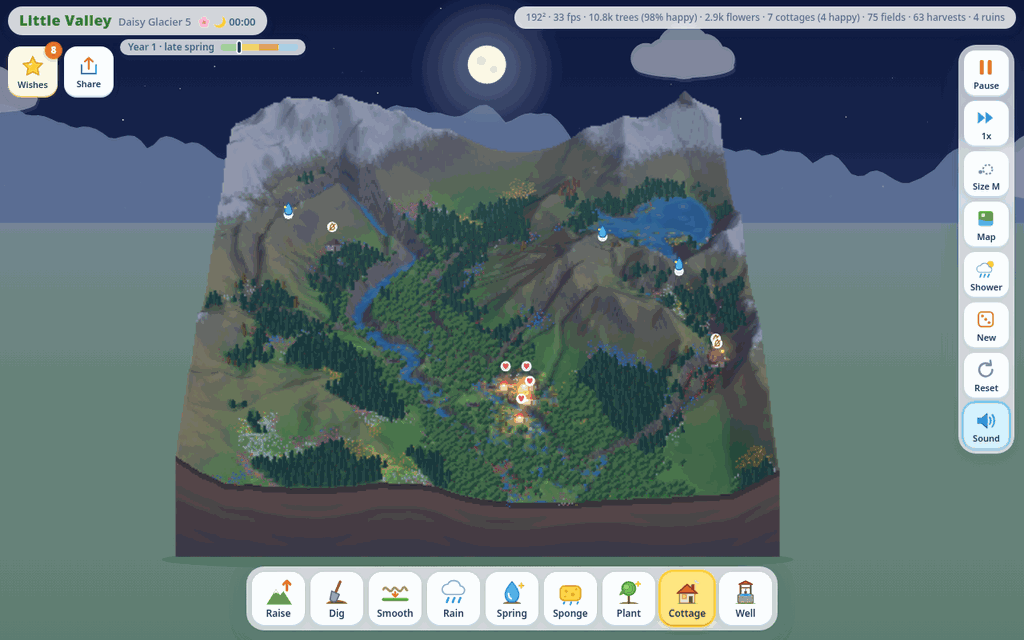 Little Valley Daisy Glacier 5 🌸 🌙 00:00
192² · 33 fps · 10.8k trees (98% happy) · 2.9k flowers · 7 cottages (4 happy) · 75 fields · 63 harvests · 4 ruins
Year 1 · late spring
8
Wishes
Share
Pause
1x
Size M
Map
Shower
New
Reset
Sound
Raise
Dig
Smooth
Rain
Spring
Sponge
Plant
Cottage
Well